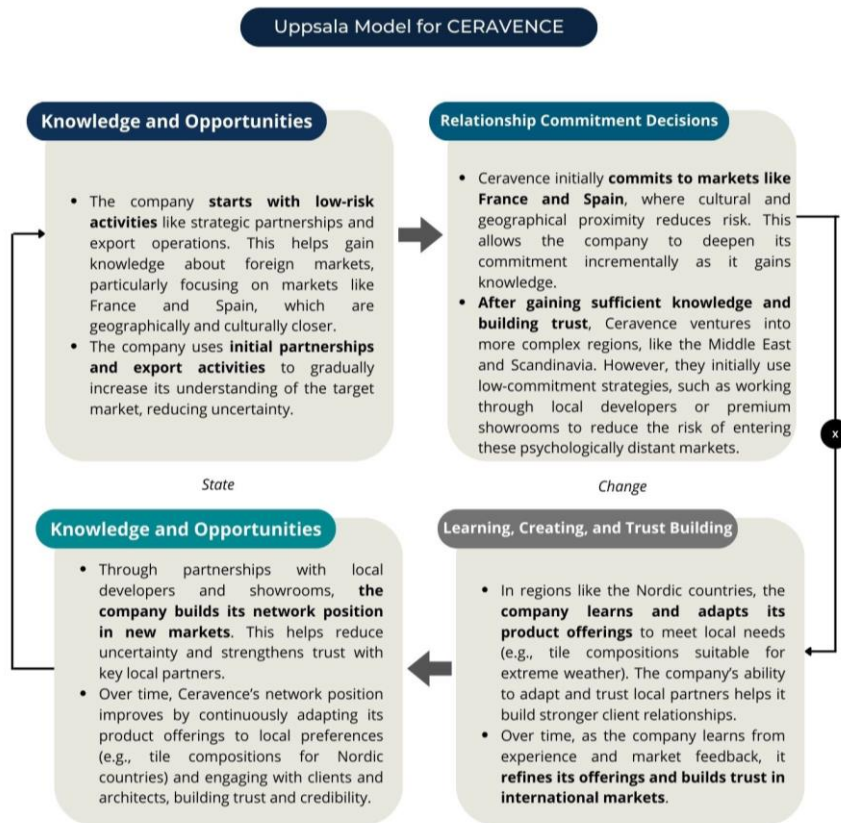 Uppsala Model for CERAVENCE
Knowledge and Opportunities
• The company starts with low-risk
activities like strategic partnerships and
export operations. This helps gain
knowledge about foreign markets,
particularly focusing on markets like
France and Spain, which are
geographically and culturally closer.
• The company uses initial partnerships
and export activities to gradually
increase its understanding of the target
market, reducing uncertainty.
Relationship Commitment Decisions
• Ceravence initially commits to markets like
France and Spain, where cultural and
geographical proximity reduces risk. This
allows the company to deepen its
commitment incrementally as it gains
knowledge.
• After gaining sufficient knowledge and
building trust, Ceravence ventures into
more complex regions, like the Middle East
and Scandinavia. However, they initially use
low-commitment strategies, such as working
through local developers or premium
showrooms to reduce the risk of entering
these psychologically distant markets.
X
State
Change
Knowledge and Opportunities
• Through partnerships with local
developers and showrooms, the
company builds its network position
in new markets. This helps reduce
uncertainty and strengthens trust with
key local partners.
• Over time, Ceravence's network position
improves by continuously adapting its
product offerings to local preferences
(e.g., tile compositions for Nordic
countries) and engaging with clients and
architects, building trust and credibility.
Learning, Creating, and Trust Building
• In regions like the Nordic countries, the
company learns and adapts its
product offerings to meet local needs
(e.g., tile compositions suitable for
extreme weather). The company's ability
to adapt and trust local partners helps it
build stronger client relationships.
• Over time, as the company learns from
experience and market feedback, it
refines its offerings and builds trust in
international markets.